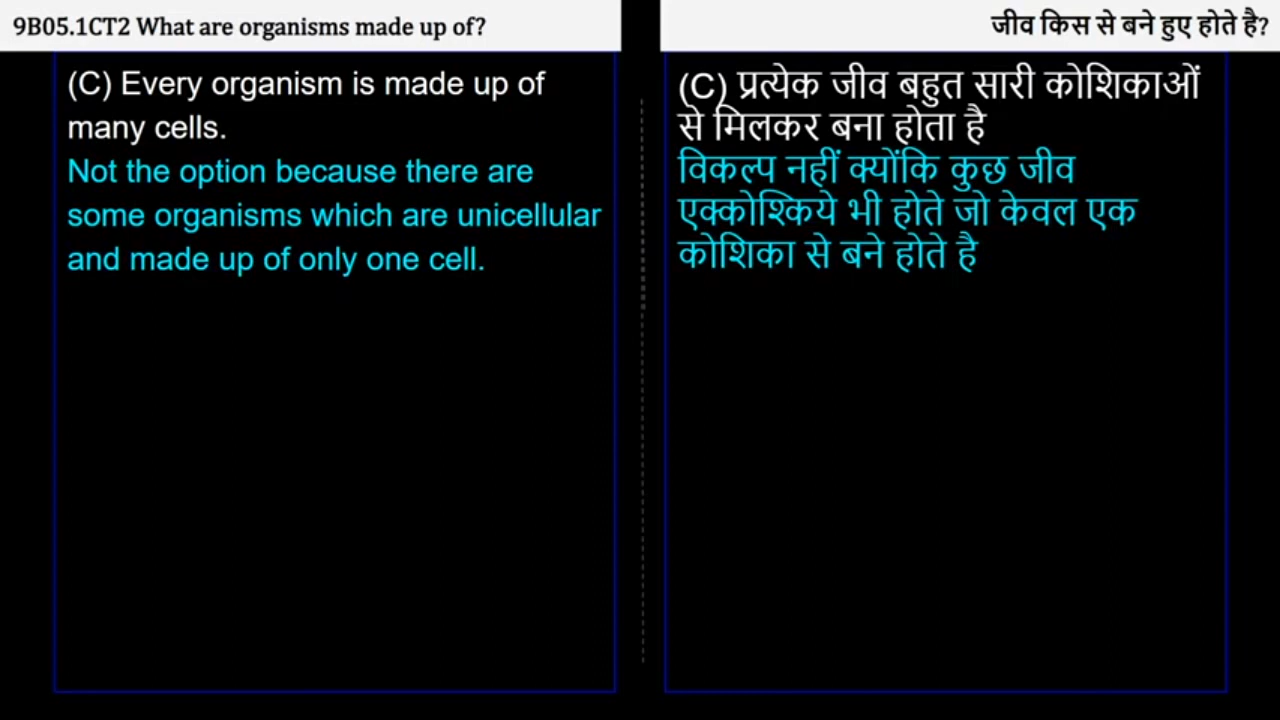 9B05.1CT2 What are organisms made up of?
जीव किस से बने हुए होते है?
(C) Every organism is made up of
many cells.
Not the option because there are
some organisms which are unicellular
and made up of only one cell.
(C) प्रत्येक जीव बहुत सारी कोशिकाओं
से मिलकर बना होता है
विकल्प नहीं क्योंकि कुछ जीव
एक्कोश्किये भी होते जो केवल एक
कोशिका से बने होते है